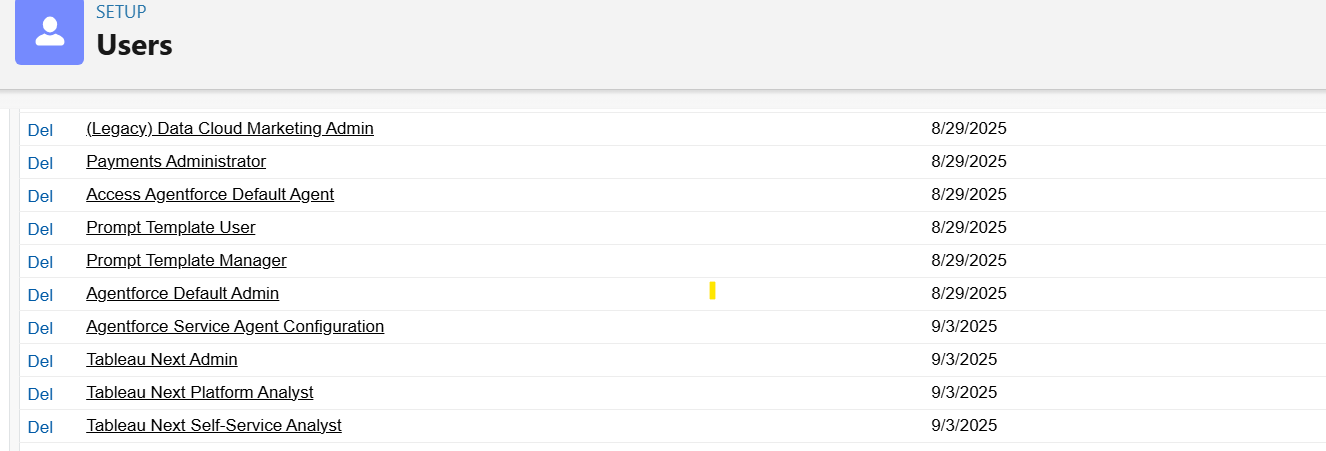 SETUP
Users
Del (Legacy) Data Cloud Marketing Admin 8/29/2025
Del Payments Administrator 8/29/2025
Del Access Agentforce Default Agent 8/29/2025
Del Prompt Template User 8/29/2025
Del Prompt Template Manager 8/29/2025
Del Agentforce Default Admin 8/29/2025
Del Agentforce Service Agent Configuration 9/3/2025
Del Tableau Next Admin 9/3/2025
Del Tableau Next Platform Analyst 9/3/2025
Del Tableau Next Self-Service Analyst 9/3/2025